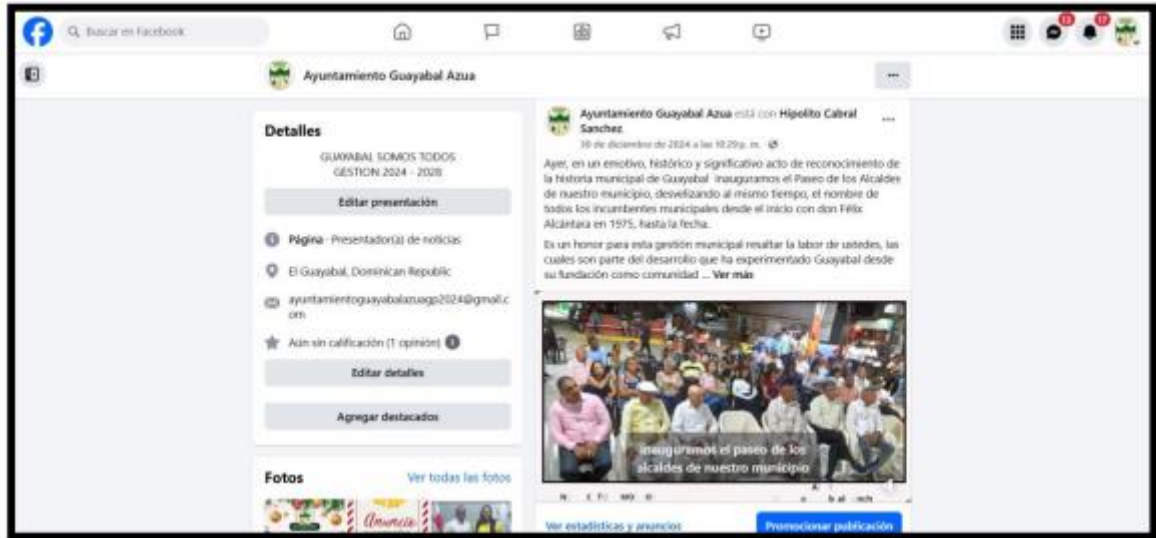 Buscar en Facebook
13
17
Ayuntamiento Guayabal Azua
...
Detalles
GUAYABAL SOMOS TODOS
GESTION 2024 - 2028
Editar presentación
Página · Presentador(a) de noticias
El Guayabal, Dominican Republic
ayuntamientoguayabalazuagp2024@gmail.c
om
Aún sin calificación (1 opinión)
Editar detalles
Agregar destacados
Fotos
Ver todas las fotos
Anuncio
Ayuntamiento Guayabal Azua está con Hipolito Cabral
Sanchez.
30 de diciembre de 2024 a las 10:29 p. m. ·
Ayer, en un emotivo, histórico y significativo acto de reconocimiento de
la historia municipal de Guayabal inauguramos el Paseo de los Alcaldes
de nuestro municipio, desvelizando al mismo tiempo, el nombre de
todos los incumbentes municipales desde el inicio con don Félix
Alcántara en 1975, hasta la fecha.
Es un honor para esta gestión municipal resaltar la labor de ustedes, las
cuales son parte del desarrollo que ha experimentado Guayabal desde
su fundación como comunidad ... Ver más
inauguramos el paseo de los
alcaldes de nuestro municipio
Ver estadísticas y anuncios
Promocionar publicación